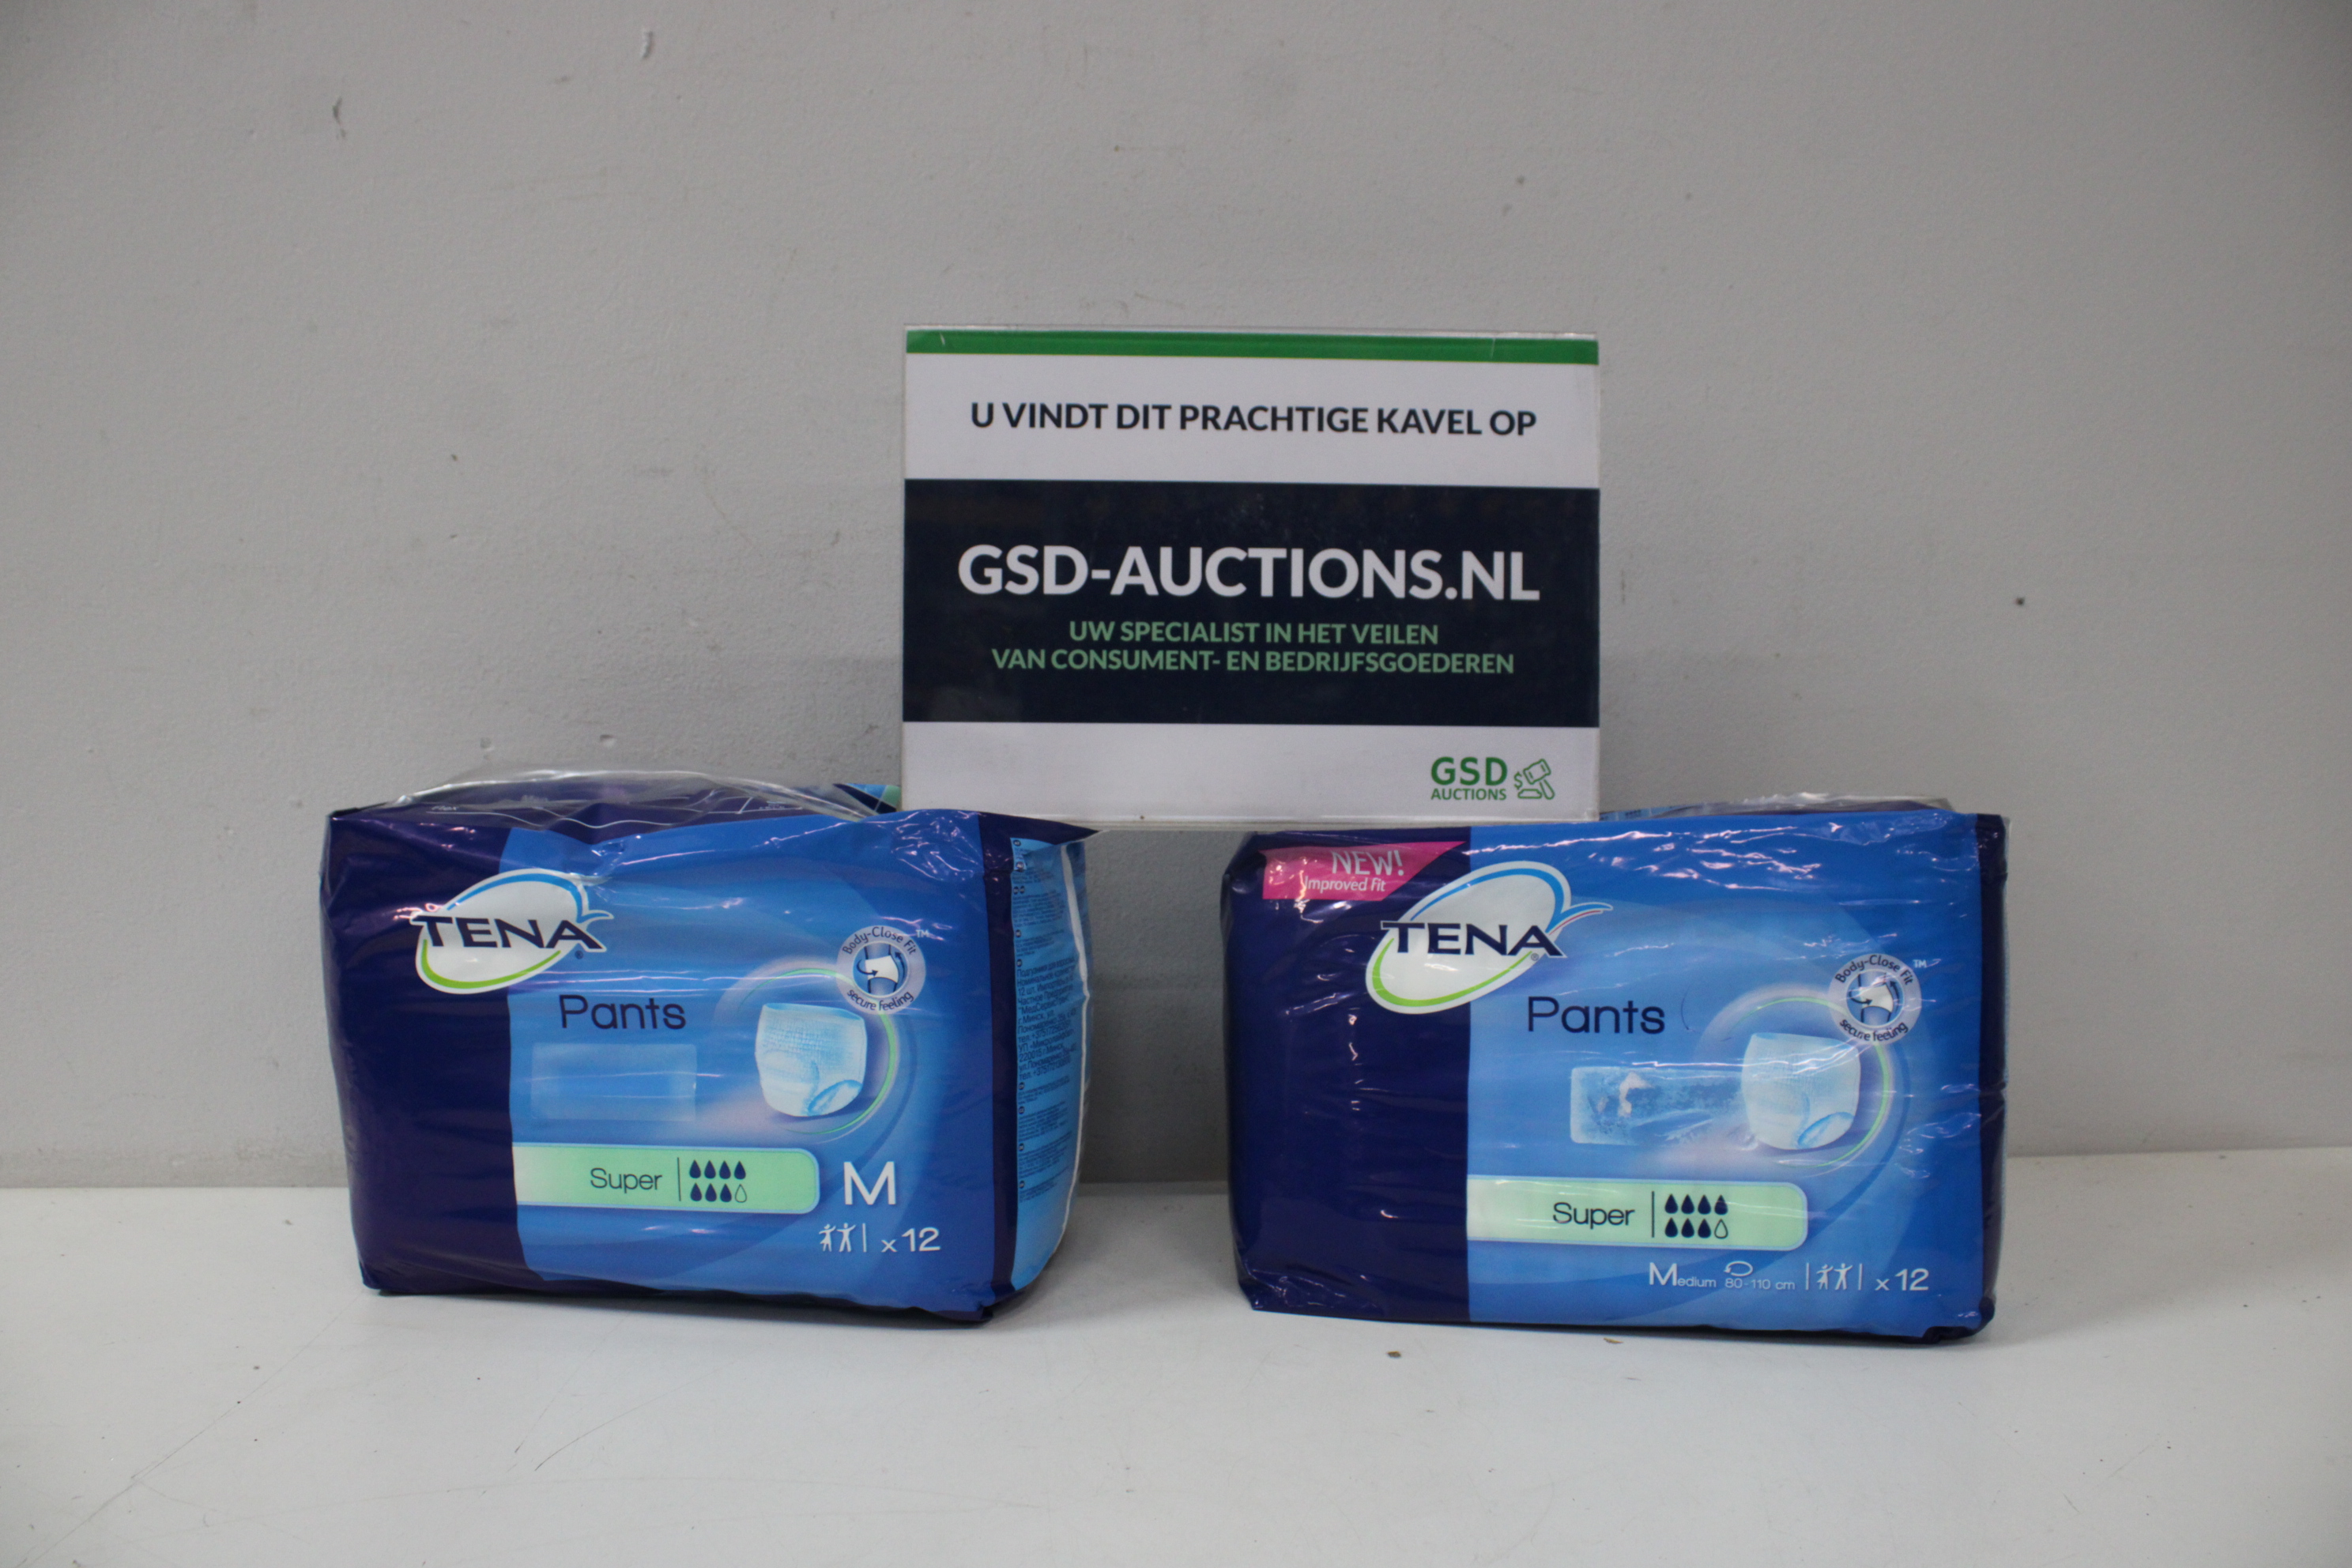 U VINDT DIT PRACHTIGE KAVEL OP
GSD-AUCTIONS.NL
UW SPECIALIST IN HET VEILEN
VAN CONSUMENT- EN BEDRIJFSGOEDEREN
GSD
AUCTIONS
TENA
Body-Close Fit™
secure feeling
Pants
Super
M
x12
NEW!
Improved Fit
TENA
Body-Close Fit™
secure feeling
Pants
Super
Medium 80-110 cm x12